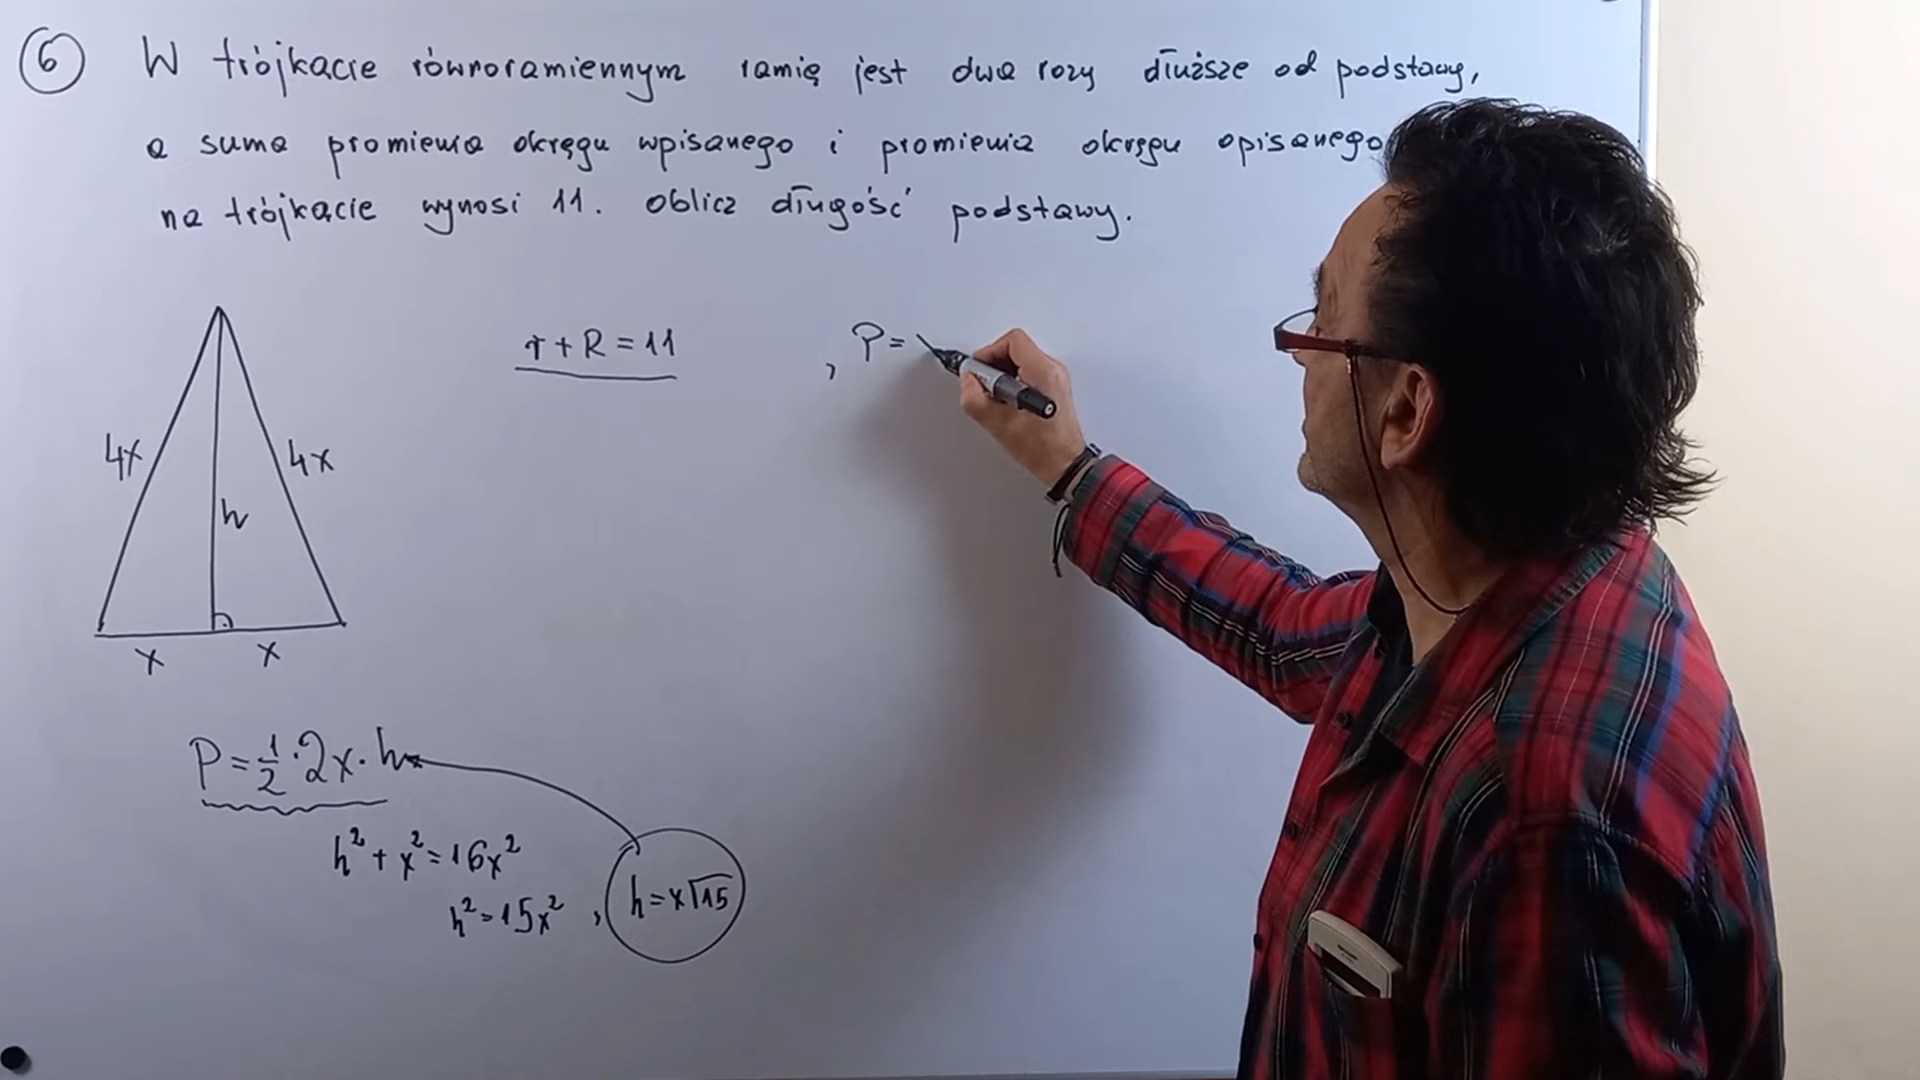 6 W trójkącie równoramiennym ramię jest dwa razy dłuższe od podstawy,
a suma promienia okręgu wpisanego i promienia okręgu opisanego
na trójkącie wynosi 11. Oblicz długość podstawy.
r + R = 11 , P =
4x 4x
h
x x
P = 1/2 · 2x · h
h² + x² = 16x²
h² = 15x² , h = x√15